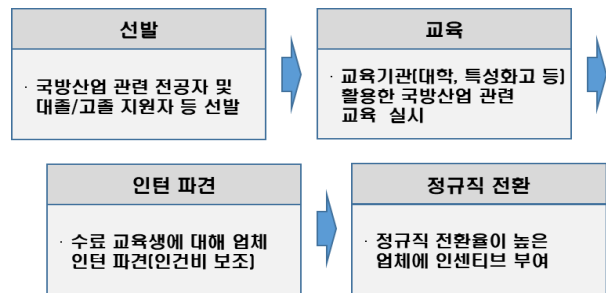 선발
· 국방산업 관련 전공자 및
대졸/고졸 지원자 등 선발
교육
· 교육기관(대학, 특성화고 등)
활용한 국방산업 관련
교육 실시
인턴 파견
· 수료 교육생에 대해 업체
인턴 파견(인건비 보조)
정규직 전환
· 정규직 전환율이 높은
업체에 인센티브 부여